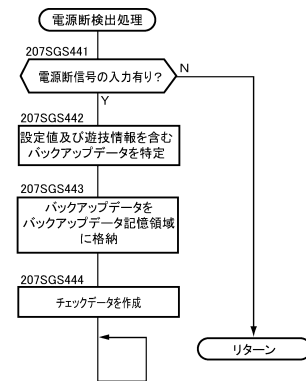 電源断検出処理
207SGS441
電源断信号の入力有り？
N
Y
207SGS442
設定値及び遊技情報を含む
バックアップデータを特定
207SGS443
バックアップデータを
バックアップデータ記憶領域
に格納
207SGS444
チェックデータを作成
リターン